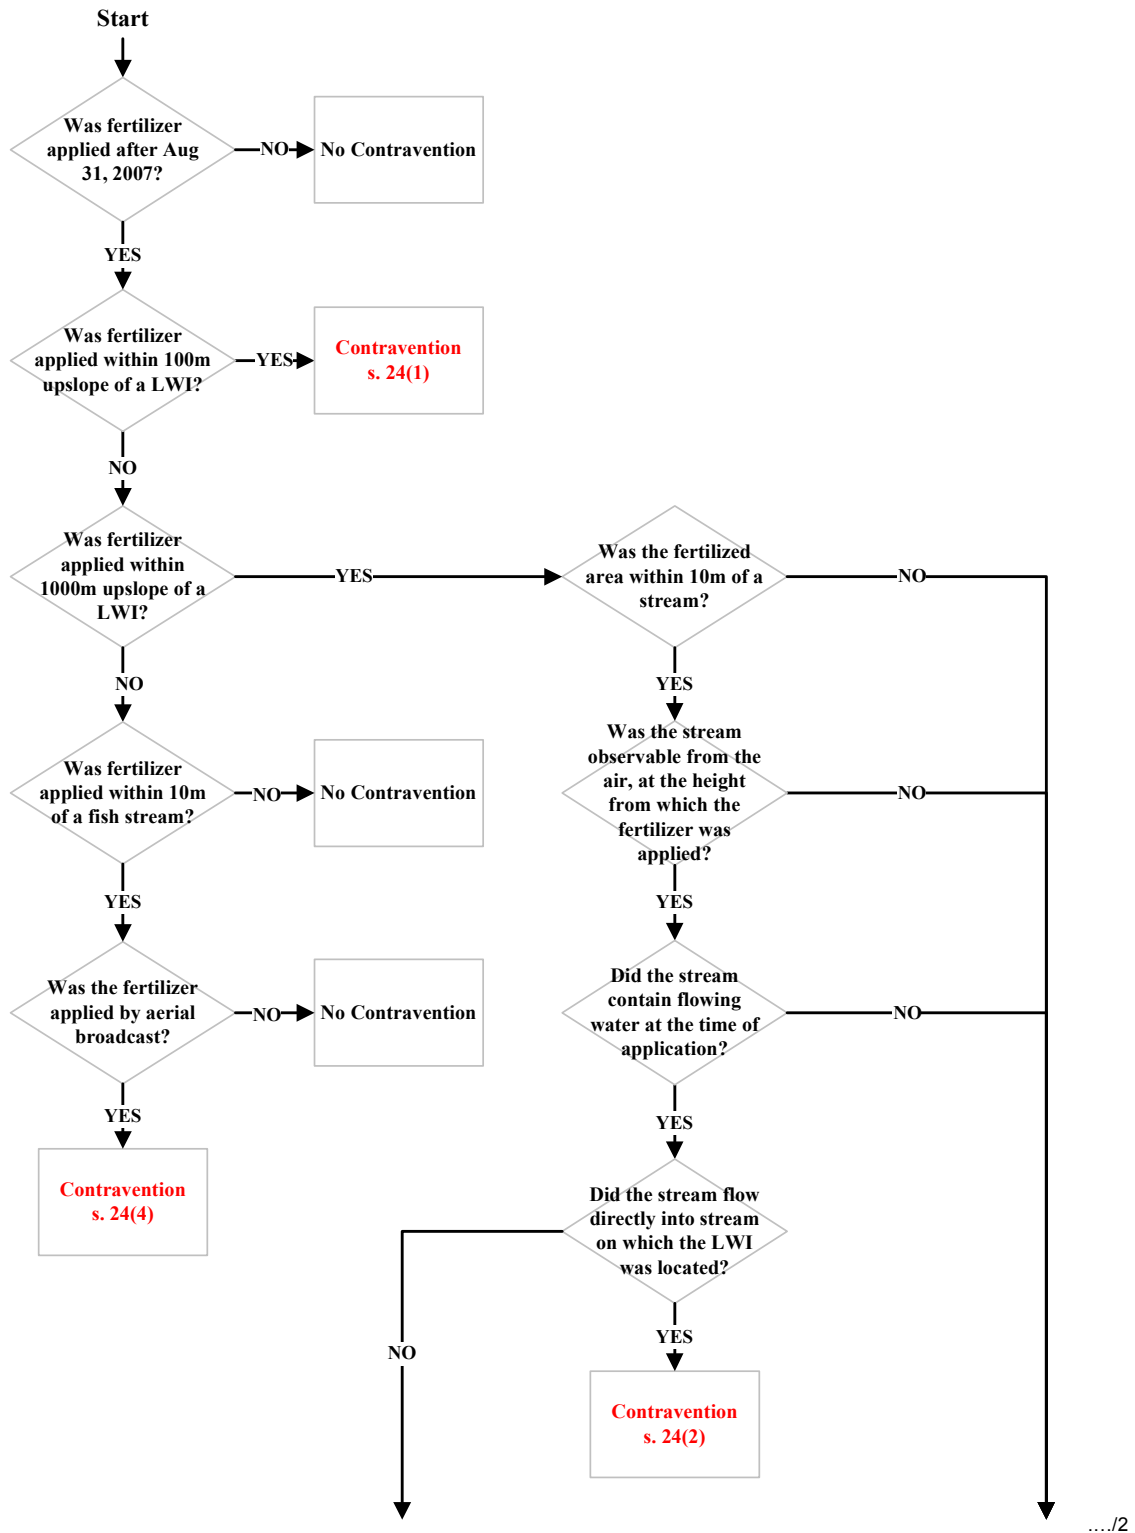 Start
Was fertilizer
applied after Aug
31, 2007?
NO
No Contravention
YES
Was fertilizer
applied within 100m
upslope of a LWI?
YES
Contravention
s. 24(1)
NO
Was fertilizer
applied within
1000m upslope of a
LWI?
YES
Was the fertilized
area within 10m of a
stream?
NO
NO
YES
Was fertilizer
applied within 10m
of a fish stream?
NO
No Contravention
Was the stream
observable from the
air, at the height
from which the
fertilizer was
applied?
NO
YES
YES
Was the fertilizer
applied by aerial
broadcast?
NO
No Contravention
Did the stream
contain flowing
water at the time of
application?
NO
YES
YES
Contravention
s. 24(4)
Did the stream flow
directly into stream
on which the LWI
was located?
NO
YES
Contravention
s. 24(2)
…./2